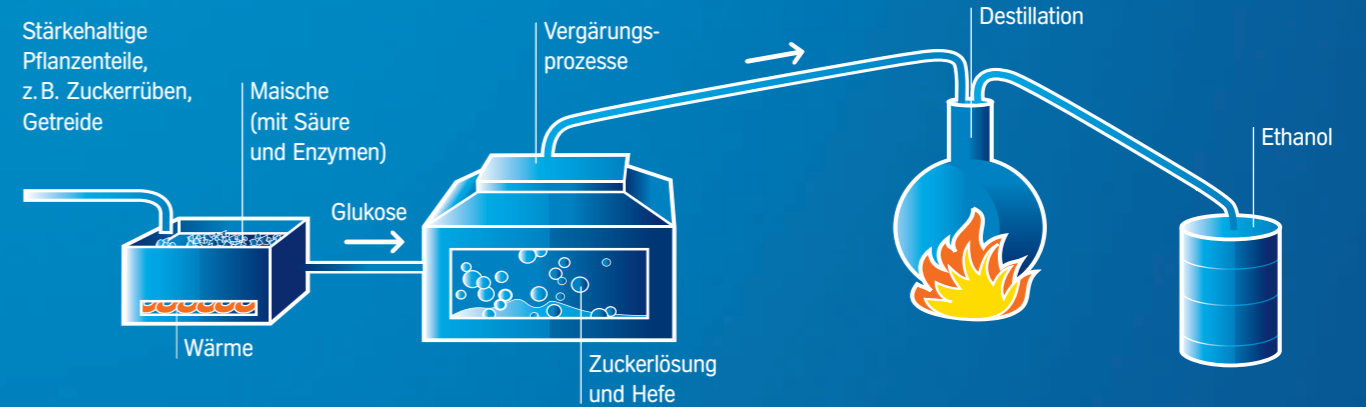 Stärkehaltige
Pflanzenteile,
z. B. Zuckerrüben,
Getreide
Maische
(mit Säure
und Enzymen)
Wärme
Glukose
Vergärungs-
prozesse
Zuckerlösung
und Hefe
Destillation
Ethanol